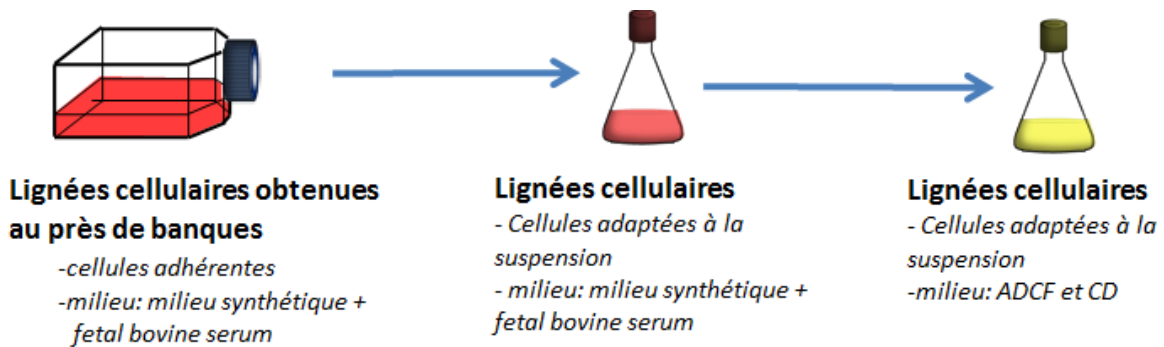 Lignées cellulaires obtenues
au près de banques
-cellules adhérentes
-milieu: milieu synthétique +
fetal bovine serum
Lignées cellulaires
- Cellules adaptées à la
suspension
- milieu: milieu synthétique +
fetal bovine serum
Lignées cellulaires
- Cellules adaptées à la
suspension
-milieu: ADCF et CD